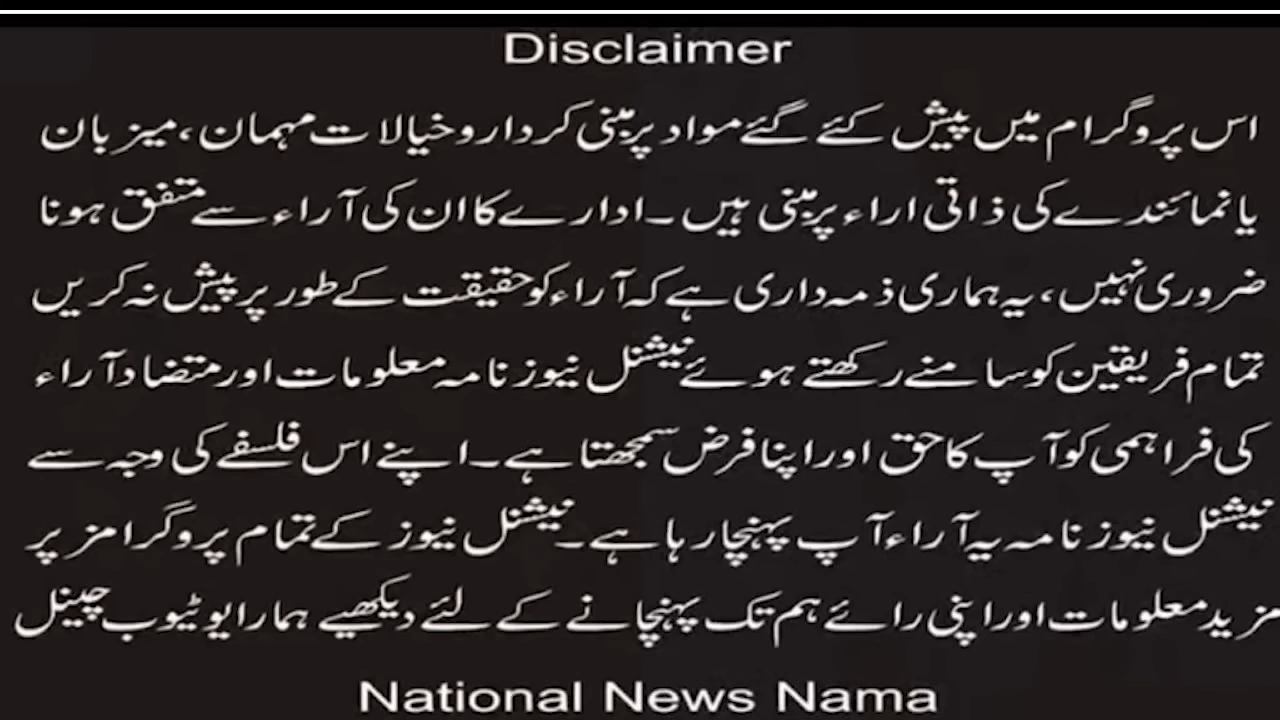 Disclaimer
اس پروگرام میں پیش کئے گئے مواد پر مبنی کردار و خیالات مہمان، میزبان
یا نمائندے کی ذاتی اراء پر مبنی ہیں۔ ادارے کا ان کی آراء سے متفق ہونا
ضروری نہیں، یہ ہماری ذمہ داری ہے کہ آراء کو حقیقت کے طور پر پیش نہ کریں
تمام فریقین کو سامنے رکھتے ہوئے نیشنل نیوز نامہ معلومات اور متضاد آراء
کی فراہمی کو آپ کا حق اور اپنا فرض سمجھتا ہے۔ اپنے اس فلسفے کی وجہ سے
نیشنل نیوز نامہ یہ آراء آپ پہنچا رہا ہے۔ نیشنل نیوز کے تمام پروگرامز پر
مزید معلومات اور اپنی رائے ہم تک پہنچانے کے لئے دیکھیے ہمارا یوٹیوب چینل
National News Nama